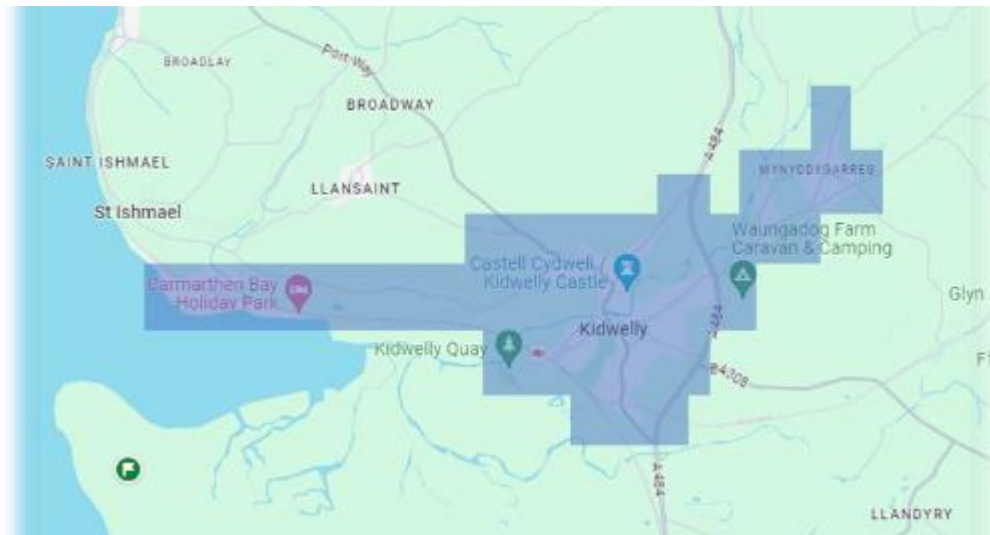 BROADLAY
Port Way
BROADWAY
A484
SAINT ISHMAEL
MYNYDDYGARREG
LLANSAINT
St Ishmael
Waungadog Farm
Caravan & Camping
Castell Cydweli /
Kidwelly Castle
Carmarthen Bay
Holiday Park
Glyn
A484
Kidwelly
Kidwelly Quay
B4308
F
A484
LLANDYRY